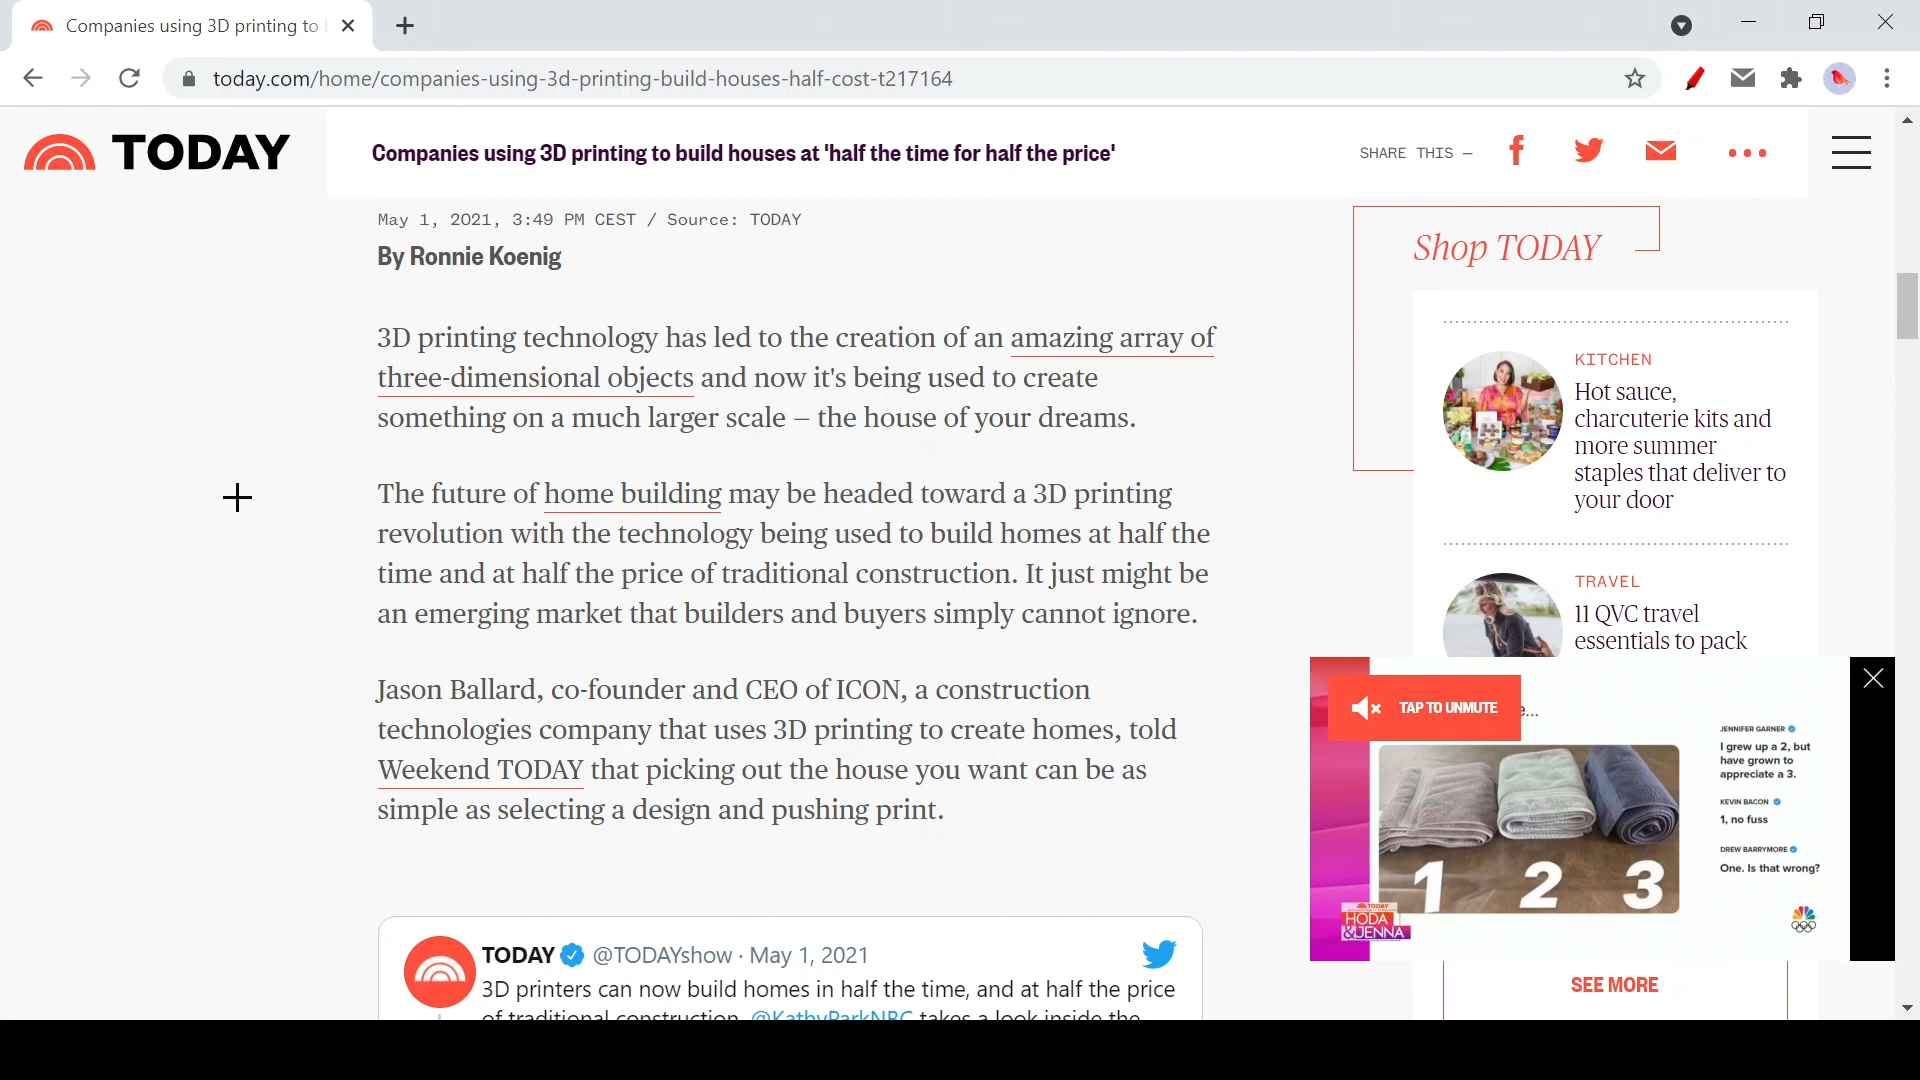 Companies using 3D printing to
today.com/home/companies-using-3d-printing-build-houses-half-cost-t217164
TODAY
Companies using 3D printing to build houses at 'half the time for half the price'
SHARE THIS —
May 1, 2021, 3:49 PM CEST / Source: TODAY
By Ronnie Koenig
3D printing technology has led to the creation of an amazing array of
three-dimensional objects and now it's being used to create
something on a much larger scale — the house of your dreams.
The future of home building may be headed toward a 3D printing
revolution with the technology being used to build homes at half the
time and at half the price of traditional construction. It just might be
an emerging market that builders and buyers simply cannot ignore.
Jason Ballard, co-founder and CEO of ICON, a construction
technologies company that uses 3D printing to create homes, told
Weekend TODAY that picking out the house you want can be as
simple as selecting a design and pushing print.
TODAY @TODAYshow · May 1, 2021
3D printers can now build homes in half the time, and at half the price
of traditional construction. @KathyParkNBC takes a look inside the
Shop TODAY
KITCHEN
Hot sauce,
charcuterie kits and
more summer
staples that deliver to
your door
TRAVEL
11 QVC travel
essentials to pack
TAP TO UNMUTE
e...
JENNIFER GARNER
I grew up a 2, but
have grown to
appreciate a 3.
KEVIN BACON
1, no fuss
DREW BARRYMORE
One. Is that wrong?
1 2 3
TODAY
HODA
&JENNA
SEE MORE